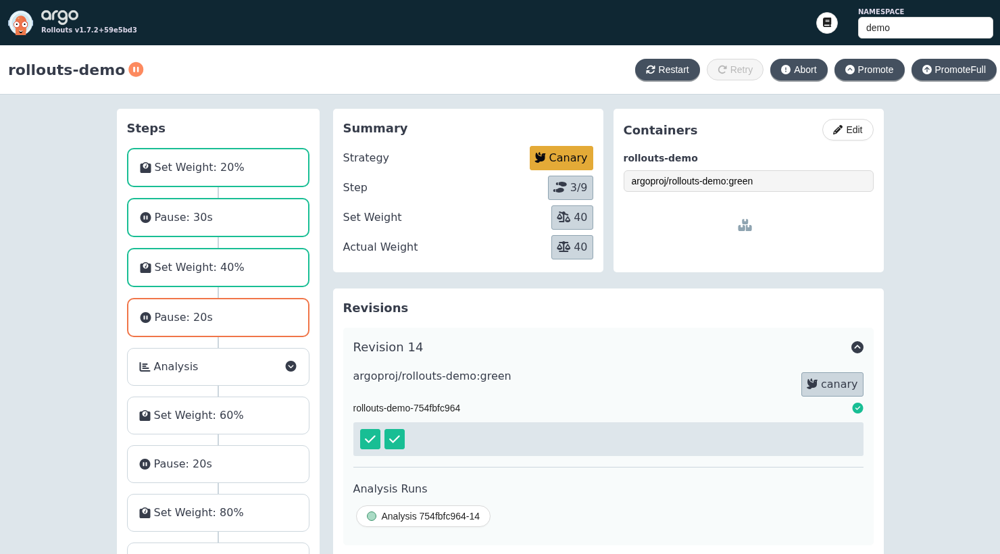 argo
Rollouts v1.7.2+59e5bd3
NAMESPACE
demo
rollouts-demo
Restart
Retry
Abort
Promote
PromoteFull
Steps
Set Weight: 20%
Pause: 30s
Set Weight: 40%
Pause: 20s
Analysis
Set Weight: 60%
Pause: 20s
Set Weight: 80%
Summary
Strategy Canary
Step 3/9
Set Weight 40
Actual Weight 40
Containers
Edit
rollouts-demo
argoproj/rollouts-demo:green
Revisions
Revision 14
argoproj/rollouts-demo:green
canary
rollouts-demo-754fbfc964
Analysis Runs
Analysis 754fbfc964-14